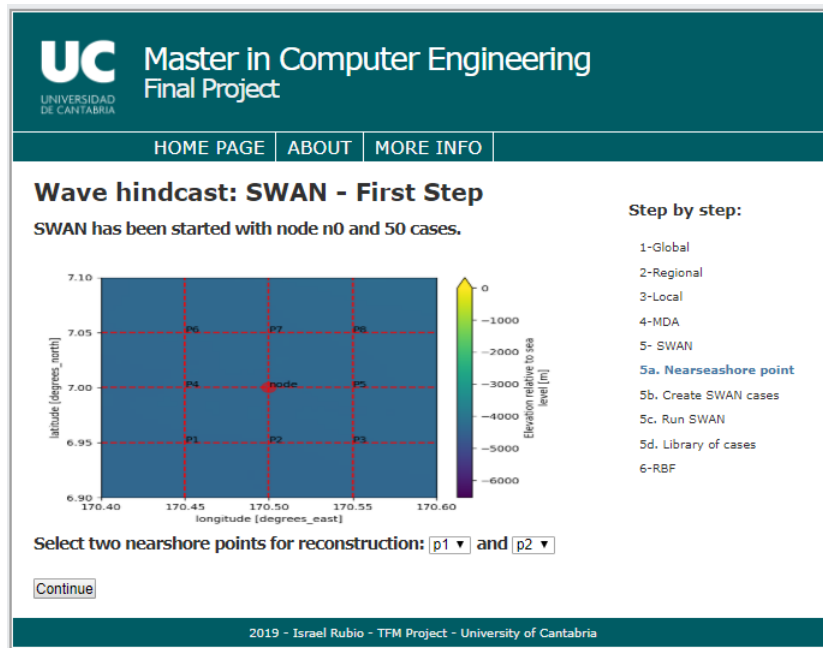 UC
UNIVERSIDAD
DE CANTABRIA
Master in Computer Engineering
Final Project
HOME PAGE
ABOUT
MORE INFO
Wave hindcast: SWAN - First Step
SWAN has been started with node n0 and 50 cases.
7.10
7.05
7.00
6.95
6.90
latitude [degrees_north]
P6
P7
P8
P4
node
P5
P1
P2
P3
170.40
170.45
170.50
170.55
170.60
longitude [degrees_east]
0
−1000
−2000
−3000
−4000
−5000
−6000
Elevation relative to sea
level [m]
Select two nearshore points for reconstruction: p1 ▼ and p2 ▼
Continue
Step by step:
1-Global
2-Regional
3-Local
4-MDA
5- SWAN
5a. Nearseashore point
5b. Create SWAN cases
5c. Run SWAN
5d. Library of cases
6-RBF
2019 - Israel Rubio - TFM Project - University of Cantabria